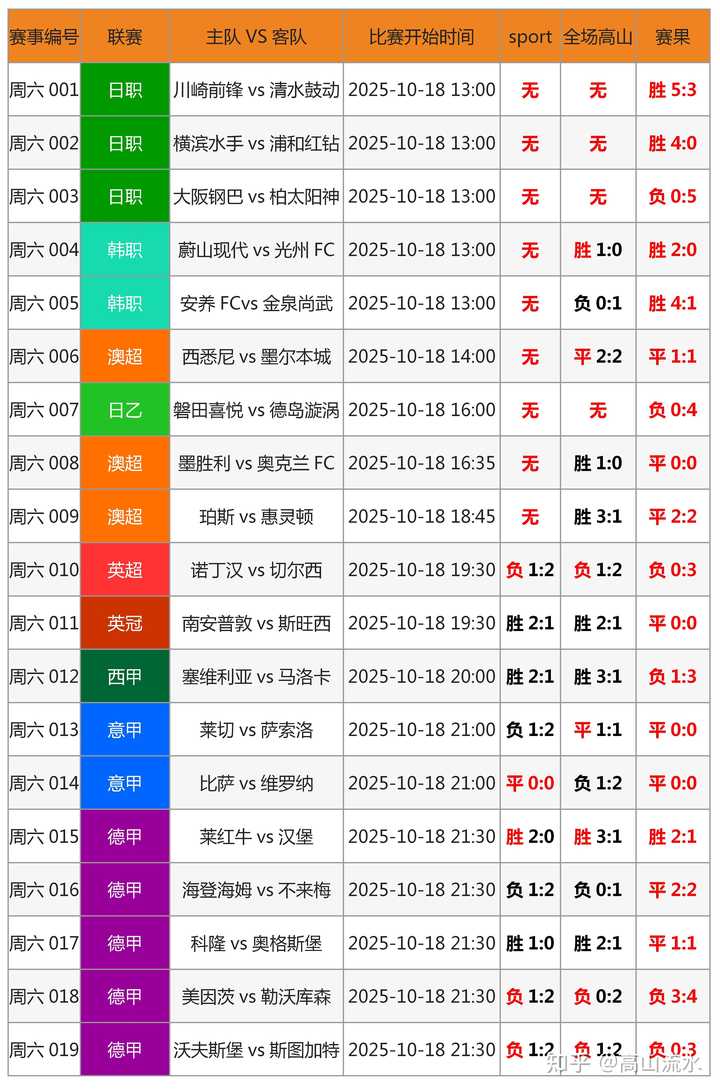 赛事编号 联赛 主队 VS 客队 比赛开始时间 sport 全场高山 赛果
周六 001 日职 川崎前锋 vs 清水鼓动 2025-10-18 13:00 无 无 胜 5:3
周六 002 日职 横滨水手 vs 浦和红钻 2025-10-18 13:00 无 无 胜 4:0
周六 003 日职 大阪钢巴 vs 柏太阳神 2025-10-18 13:00 无 无 负 0:5
周六 004 韩职 蔚山现代 vs 光州 FC 2025-10-18 13:00 无 胜 1:0 胜 2:0
周六 005 韩职 安养 FCvs 金泉尚武 2025-10-18 13:00 无 负 0:1 胜 4:1
周六 006 澳超 西悉尼 vs 墨尔本城 2025-10-18 14:00 无 平 2:2 平 1:1
周六 007 日乙 磐田喜悦 vs 德岛漩涡 2025-10-18 16:00 无 无 负 0:4
周六 008 澳超 墨胜利 vs 奥克兰 FC 2025-10-18 16:35 无 胜 1:0 平 0:0
周六 009 澳超 珀斯 vs 惠灵顿 2025-10-18 18:45 无 胜 3:1 平 2:2
周六 010 英超 诺丁汉 vs 切尔西 2025-10-18 19:30 负 1:2 负 1:2 负 0:3
周六 011 英冠 南安普敦 vs 斯旺西 2025-10-18 19:30 胜 2:1 胜 2:1 平 0:0
周六 012 西甲 塞维利亚 vs 马洛卡 2025-10-18 20:00 胜 2:1 胜 3:1 负 1:3
周六 013 意甲 莱切 vs 萨索洛 2025-10-18 21:00 负 1:2 平 1:1 平 0:0
周六 014 意甲 比萨 vs 维罗纳 2025-10-18 21:00 平 0:0 负 1:2 平 0:0
周六 015 德甲 莱红牛 vs 汉堡 2025-10-18 21:30 胜 2:0 胜 3:1 胜 2:1
周六 016 德甲 海登海姆 vs 不来梅 2025-10-18 21:30 负 1:2 负 0:1 平 2:2
周六 017 德甲 科隆 vs 奥格斯堡 2025-10-18 21:30 胜 1:0 胜 2:1 平 1:1
周六 018 德甲 美因茨 vs 勒沃库森 2025-10-18 21:30 负 1:2 负 0:2 负 3:4
周六 019 德甲 沃夫斯堡 vs 斯图加特 2025-10-18 21:30 负 1:2 负 1:2 负 0:3
知乎 @高山流水